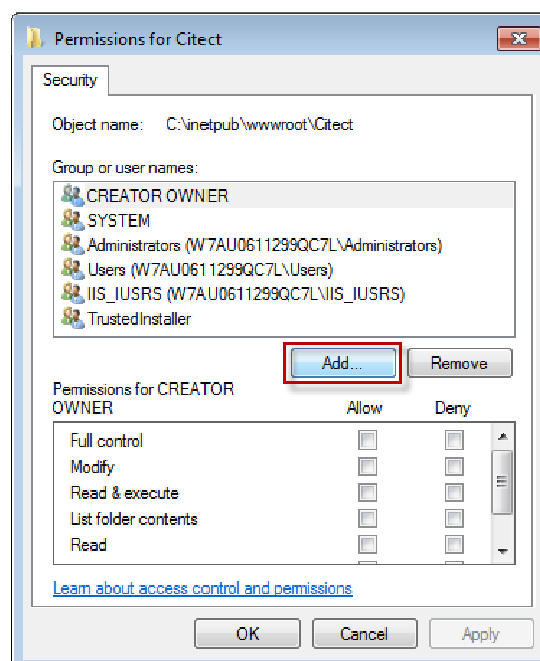 Permissions for Citect
Security
Object name: C:\inetpub\wwwroot\Citect
Group or user names:
CREATOR OWNER
SYSTEM
Administrators (W7AU0611299QC7L\Administrators)
Users (W7AU0611299QC7L\Users)
IIS_IUSRS (W7AU0611299QC7L\IIS_IUSRS)
TrustedInstaller
Add... Remove
Permissions for CREATOR
OWNER Allow Deny
Full control
Modify
Read & execute
List folder contents
Read
Learn about access control and permissions
OK Cancel Apply